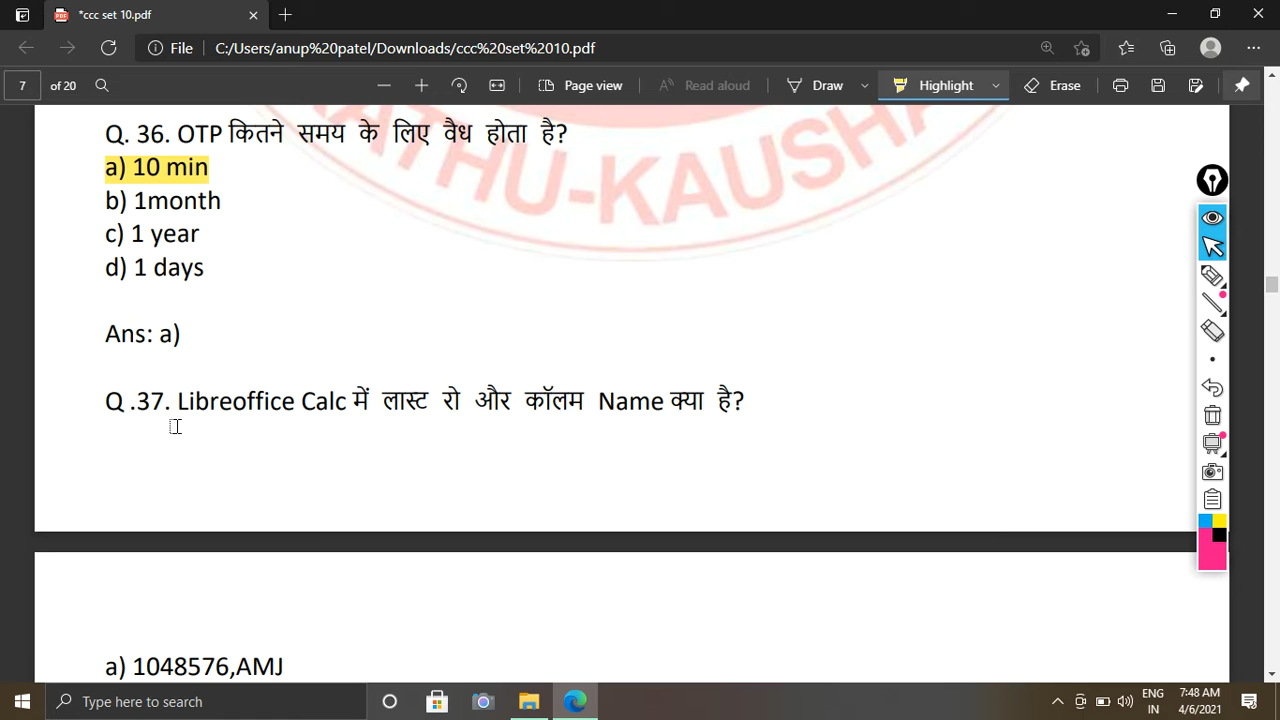 *ccc set 10.pdf
File C:/Users/anup%20patel/Downloads/ccc%20set%2010.pdf
7 of 20 Page view Read aloud Draw Highlight Erase
Q. 36. OTP कितने समय के लिए वैध होता है?
a) 10 min
b) 1month
c) 1 year
d) 1 days
ATHU-KAUSHA
Ans: a)
Q .37. Libreoffice Calc में लास्ट रो और कॉलम Name क्या है?
a) 1048576,AMJ
Type here to search
ENG
IN
7:48 AM
4/6/2021